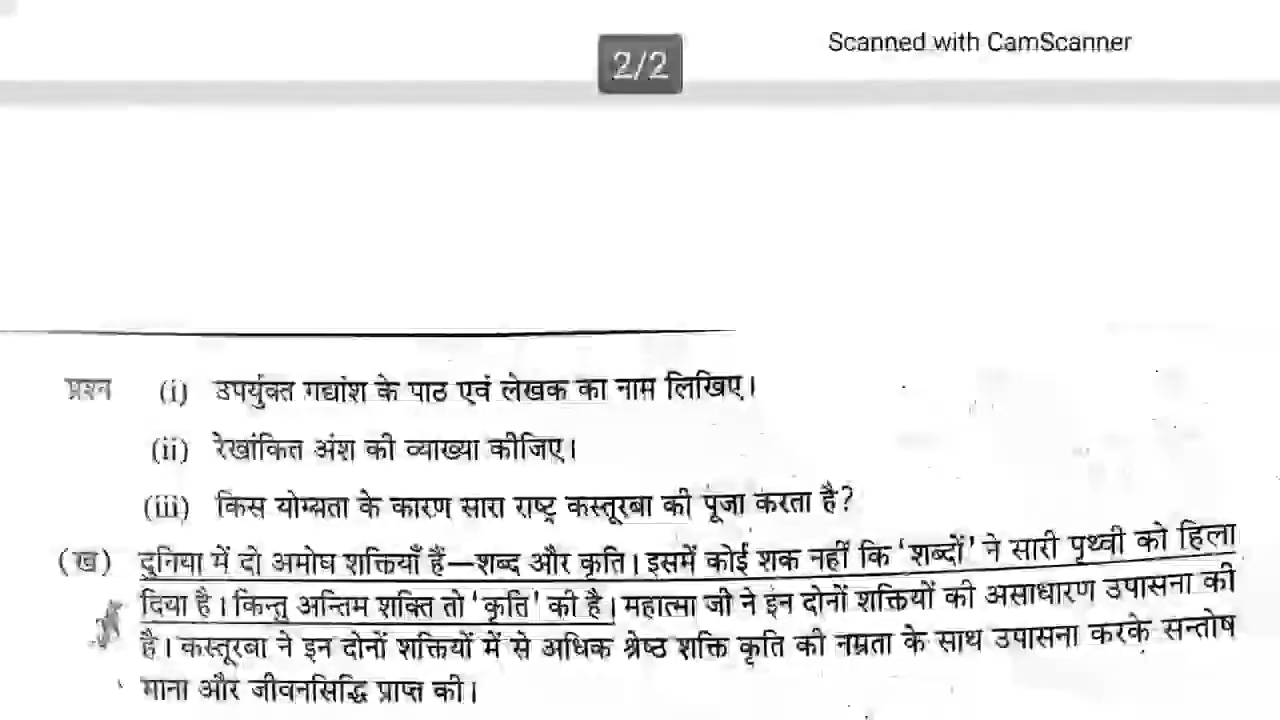 Scanned with CamScanner
2/2
प्रश्न (i) उपर्युक्त गद्यांश के पाठ एवं लेखक का नाम लिखिए।
(ii) रेखांकित अंश की व्याख्या कीजिए।
(iii) किस योग्यता के कारण सारा राष्ट्र कस्तूरबा की पूजा करता है?
(ख) दुनिया में दो अमोघ शक्तियाँ हैं—शब्द और कृति। इसमें कोई शक नहीं कि 'शब्दों' ने सारी पृथ्वी को हिला
दिया है। किन्तु अन्तिम शक्ति तो 'कृति' की है। महात्मा जी ने इन दोनों शक्तियों की असाधारण उपासना की
है। कस्तूरबा ने इन दोनों शक्तियों में से अधिक श्रेष्ठ शक्ति कृति की नम्रता के साथ उपासना करके सन्तोष
माना और जीवनसिद्धि प्राप्त की।